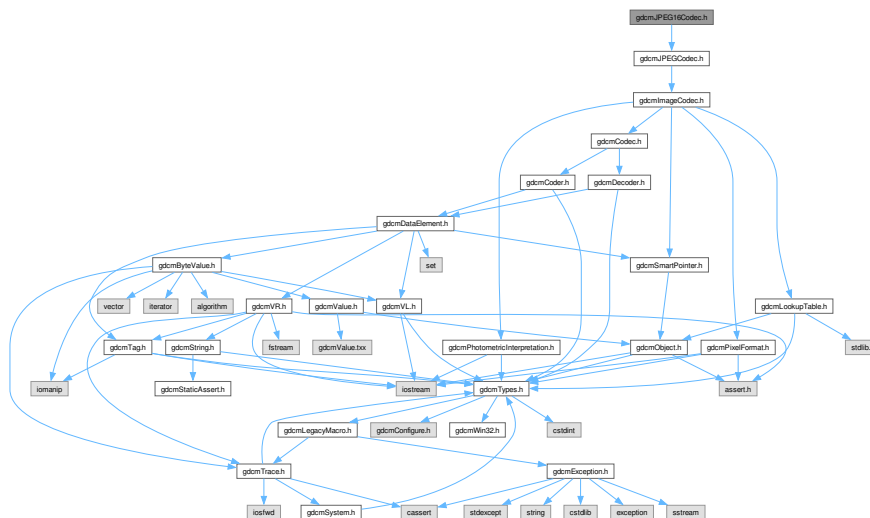 gdcmJPEG16Codec.h
gdcmJPEGCodec.h
gdcmImageCodec.h
gdcmCodec.h
gdcmCoder.h
gdcmDecoder.h
gdcmDataElement.h
gdcmByteValue.h
set
gdcmSmartPointer.h
vector
iterator
algorithm
gdcmVR.h
gdcmValue.h
gdcmVL.h
gdcmLookupTable.h
gdcmTag.h
gdcmString.h
fstream
gdcmValue.txx
gdcmPhotometricInterpretation.h
gdcmObject.h
gdcmPixelFormat.h
stdlib
iomanip
gdcmStaticAssert.h
iostream
gdcmTypes.h
assert.h
gdcmLegacyMacro.h
gdcmConfigure.h
gdcmWin32.h
cstdint
gdcmTrace.h
gdcmException.h
iosfwd
gdcmSystem.h
cassert
stdexcept
string
cstdlib
exception
sstream